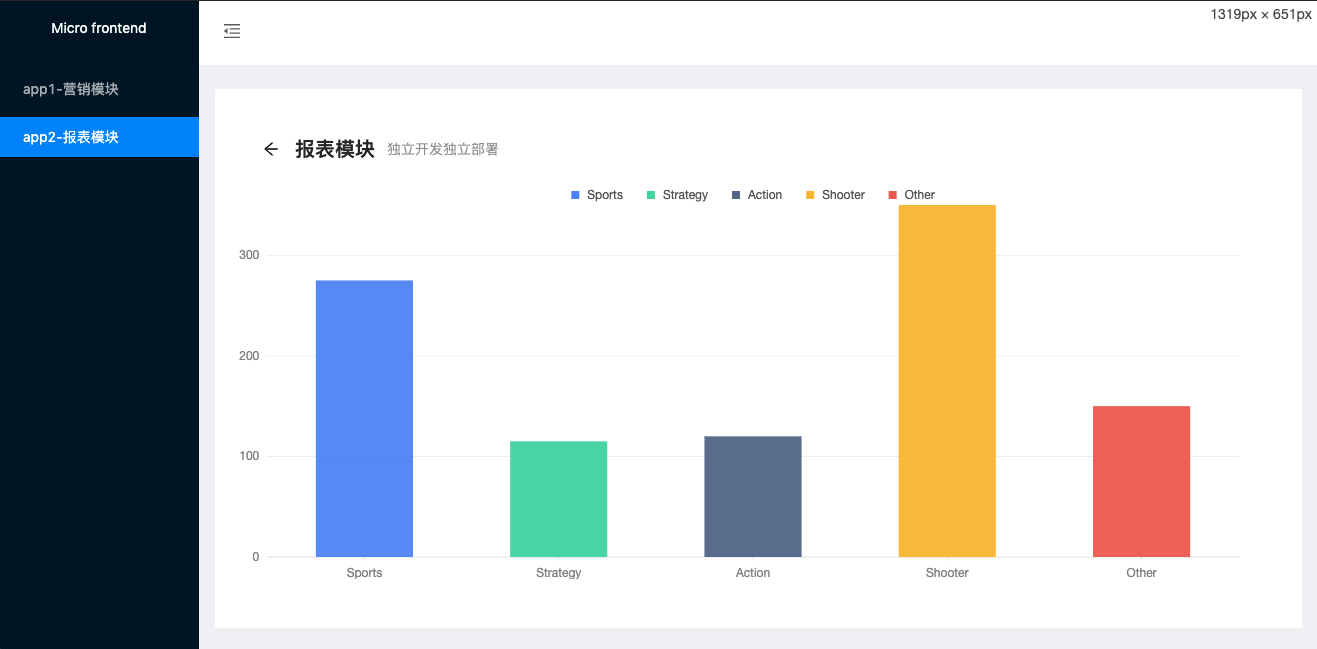 Micro frontend
1319px × 651px
app1-营销模块
app2-报表模块
报表模块 独立开发独立部署
Sports Strategy Action Shooter Other
300
200
100
0
Sports Strategy Action Shooter Other